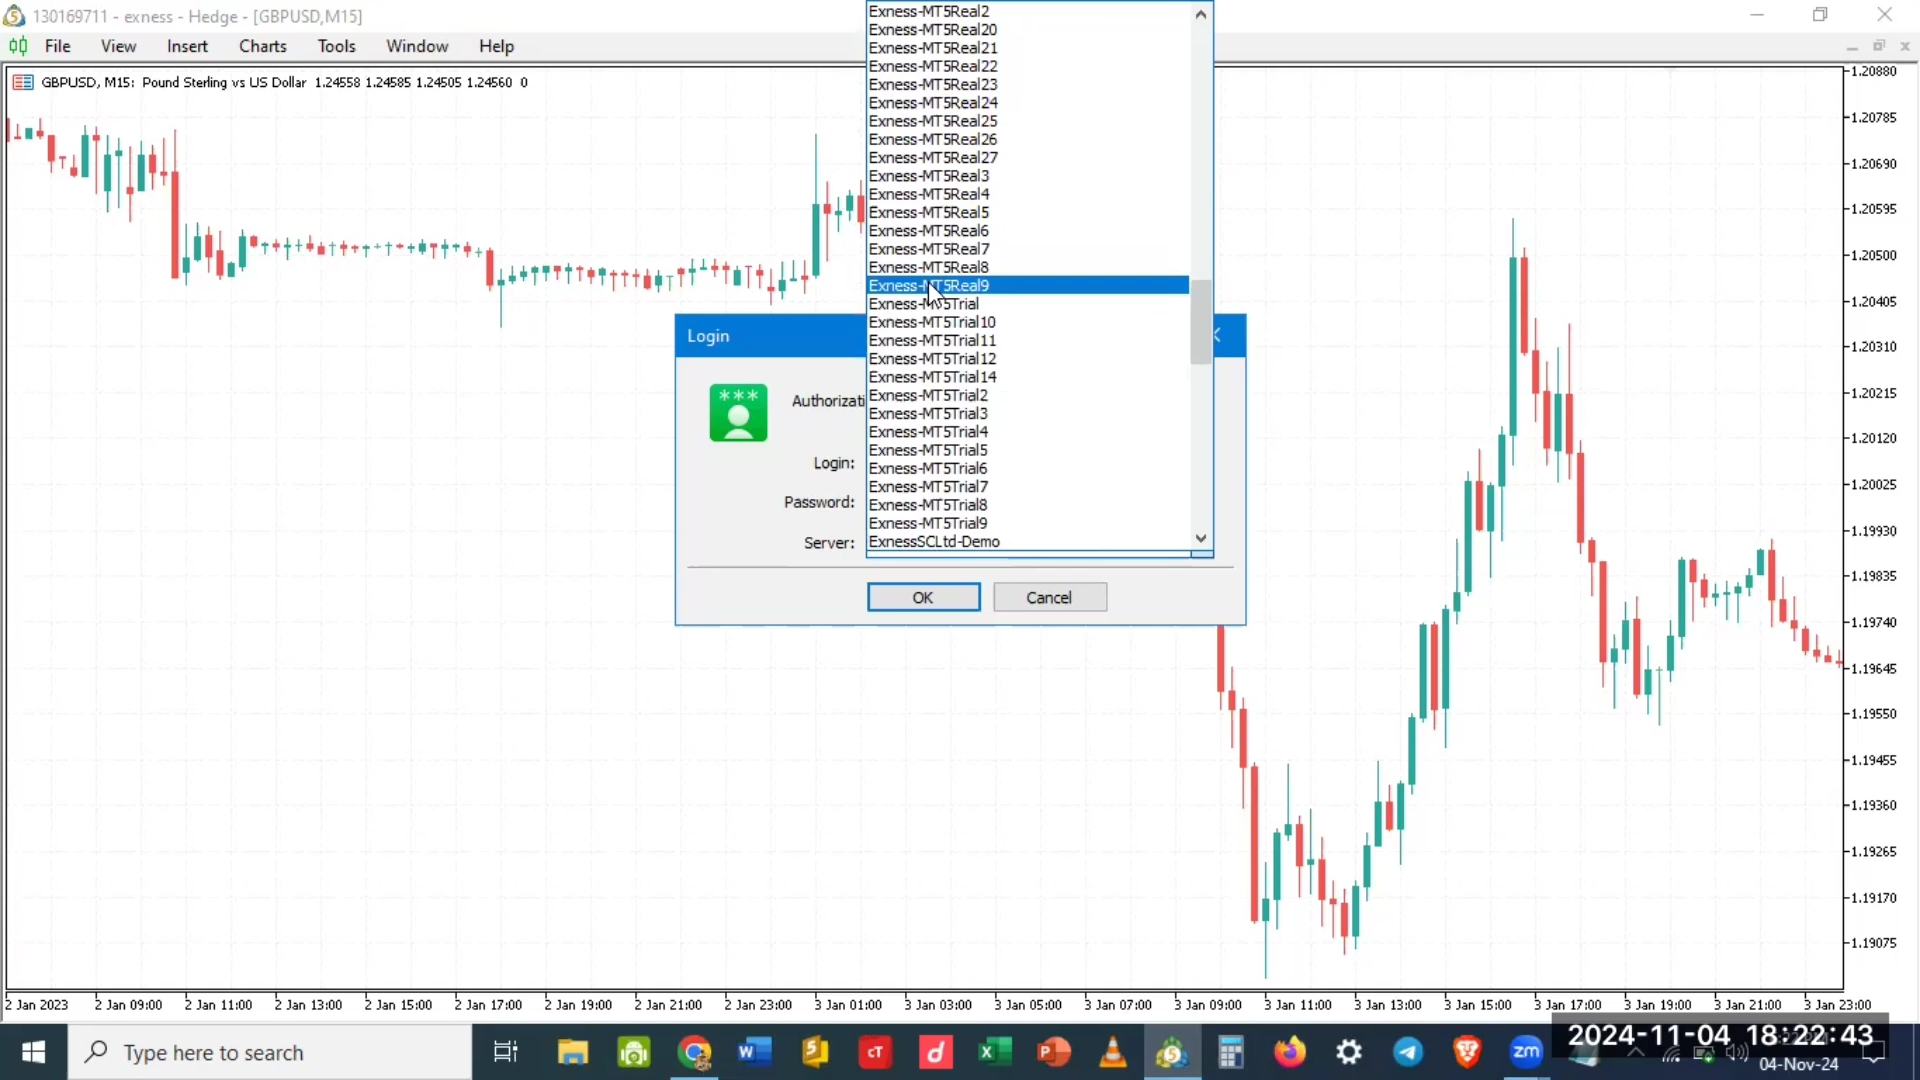 130169711 - exness - Hedge - [GBPUSD,M15]
File View Insert Charts Tools Window Help
GBPUSD, M15: Pound Sterling vs US Dollar 1.24558 1.24585 1.24505 1.24560 0
Exness-MT5Real2
Exness-MT5Real20
Exness-MT5Real21
Exness-MT5Real22
Exness-MT5Real23
Exness-MT5Real24
Exness-MT5Real25
Exness-MT5Real26
Exness-MT5Real27
Exness-MT5Real3
Exness-MT5Real4
Exness-MT5Real5
Exness-MT5Real6
Exness-MT5Real7
Exness-MT5Real8
Exness-MT5Real9
Exness-MT5Trial
Exness-MT5Trial10
Exness-MT5Trial11
Exness-MT5Trial12
Exness-MT5Trial14
Exness-MT5Trial2
Exness-MT5Trial3
Exness-MT5Trial4
Exness-MT5Trial5
Exness-MT5Trial6
Exness-MT5Trial7
Exness-MT5Trial8
Exness-MT5Trial9
ExnessSCLtd-Demo
Login
***
Authorizati
Login:
Password:
Server:
OK Cancel
1.20880
1.20785
1.20690
1.20595
1.20500
1.20405
1.20310
1.20215
1.20120
1.20025
1.19930
1.19835
1.19740
1.19645
1.19550
1.19455
1.19360
1.19265
1.19170
1.19075
2 Jan 2023 2 Jan 09:00 2 Jan 11:00 2 Jan 13:00 2 Jan 15:00 2 Jan 17:00 2 Jan 19:00 2 Jan 21:00 2 Jan 23:00 3 Jan 01:00 3 Jan 03:00 3 Jan 05:00 3 Jan 07:00 3 Jan 09:00 3 Jan 11:00 3 Jan 13:00 3 Jan 15:00 3 Jan 17:00 3 Jan 19:00 3 Jan 21:00 3 Jan 23:00
Type here to search
W 5 cT d X P 5 zm
2024-11-04 18:22:43
04-Nov-24